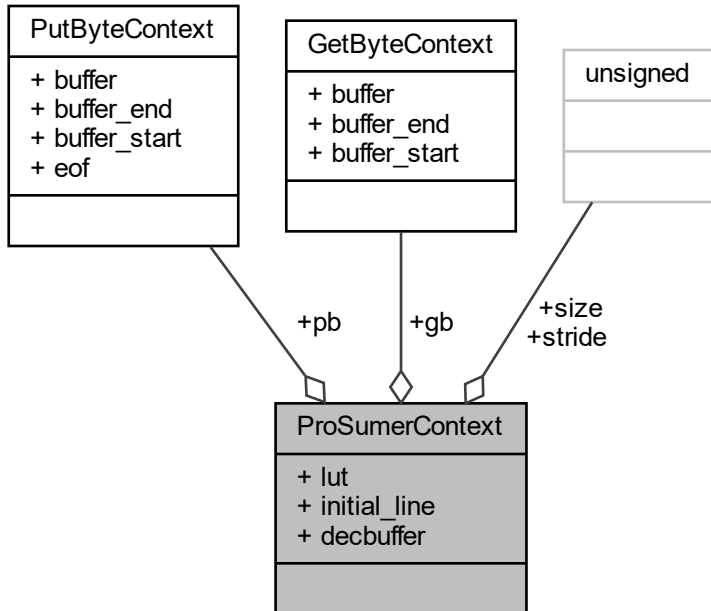 PutByteContext
+ buffer
+ buffer_end
+ buffer_start
+ eof
GetByteContext
+ buffer
+ buffer_end
+ buffer_start
unsigned
+pb
+gb
+size
+stride
ProSumerContext
+ lut
+ initial_line
+ decbuffer